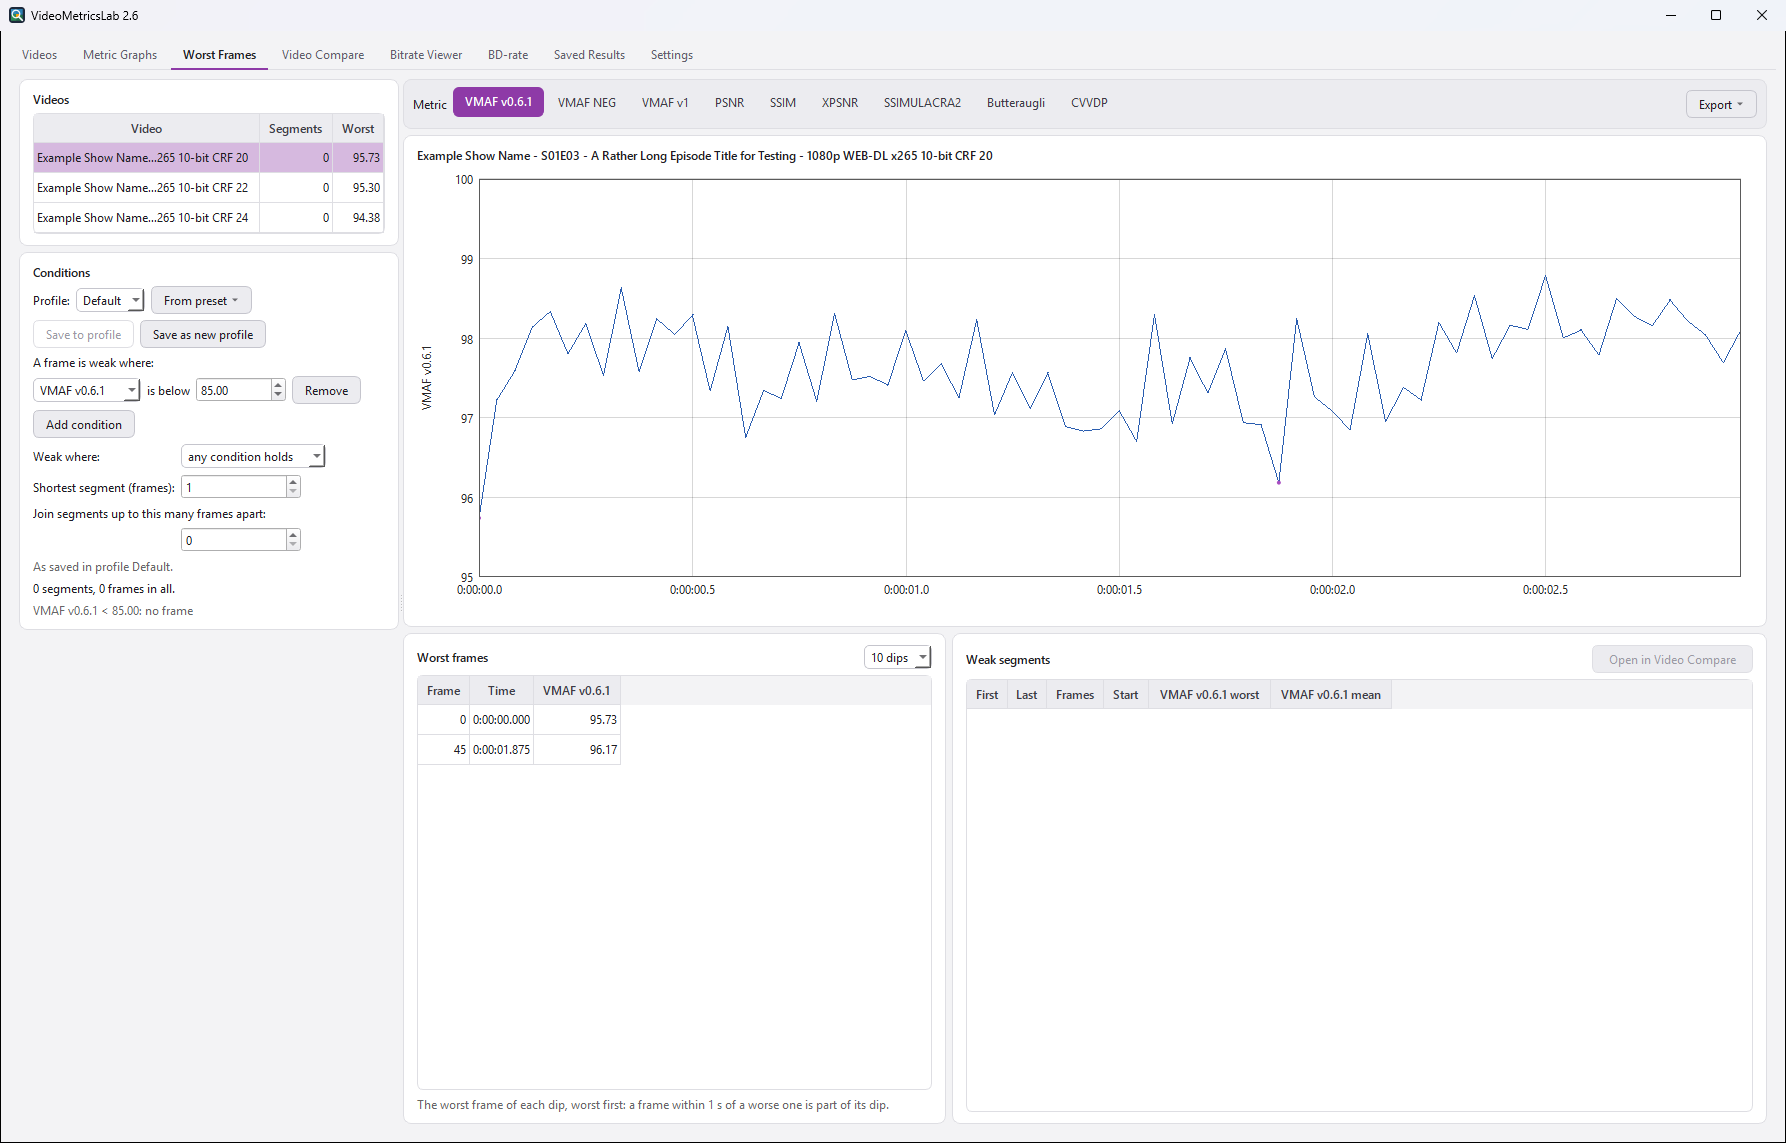 VideoMetricsLab 2.6
Videos
Metric Graphs
Worst Frames
Video Compare
Bitrate Viewer
BD-rate
Saved Results
Settings
Videos
Video Segments Worst
Example Show Name...265 10-bit CRF 20 0 95.73
Example Show Name...265 10-bit CRF 22 0 95.30
Example Show Name...265 10-bit CRF 24 0 94.38
Conditions
Profile: Default From preset
Save to profile Save as new profile
A frame is weak where:
VMAF v0.6.1 is below 85.00 Remove
Add condition
Weak where: any condition holds
Shortest segment (frames): 1
Join segments up to this many frames apart:
0
As saved in profile Default.
0 segments, 0 frames in all.
VMAF v0.6.1 < 85.00: no frame
Metric VMAF v0.6.1 VMAF NEG VMAF v1 PSNR SSIM XPSNR SSIMULACRA2 Butteraugli CVVDP Export
Example Show Name - S01E03 - A Rather Long Episode Title for Testing - 1080p WEB-DL x265 10-bit CRF 20
100
99
98
97
96
95
VMAF v0.6.1
0:00:00.0 0:00:00.5 0:00:01.0 0:00:01.5 0:00:02.0 0:00:02.5
Worst frames 10 dips
Frame Time VMAF v0.6.1
0 0:00:00.000 95.73
45 0:00:01.875 96.17
The worst frame of each dip, worst first: a frame within 1 s of a worse one is part of its dip.
Weak segments Open in Video Compare
First Last Frames Start VMAF v0.6.1 worst VMAF v0.6.1 mean